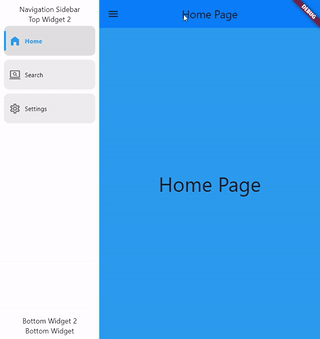 Navigation Sidebar
Top Widget 2
Home
Search
Settings
Bottom Widget 2
Bottom Widget
Home Page
DEBUG
Home Page